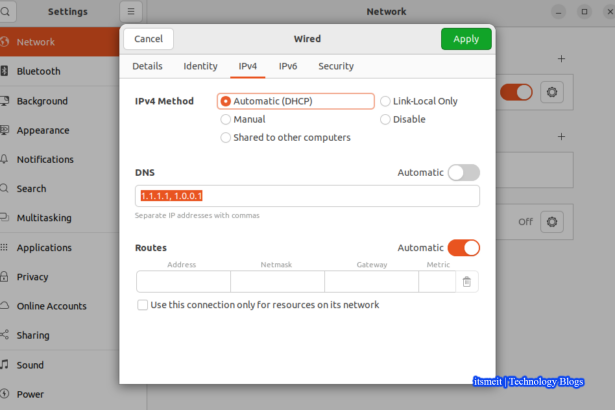 Settings
Network
Network
Bluetooth
Background
Appearance
Notifications
Search
Multitasking
Applications
Privacy
Online Accounts
Sharing
Sound
Power
Cancel
Wired
Apply
Details
Identity
IPv4
IPv6
Security
IPv4 Method
Automatic (DHCP)
Link-Local Only
Manual
Disable
Shared to other computers
DNS
Automatic
1.1.1.1, 1.0.0.1
Separate IP addresses with commas
Routes
Automatic
Address
Netmask
Gateway
Metric
Use this connection only for resources on its network
Off
itsmeit | Technology Blogs